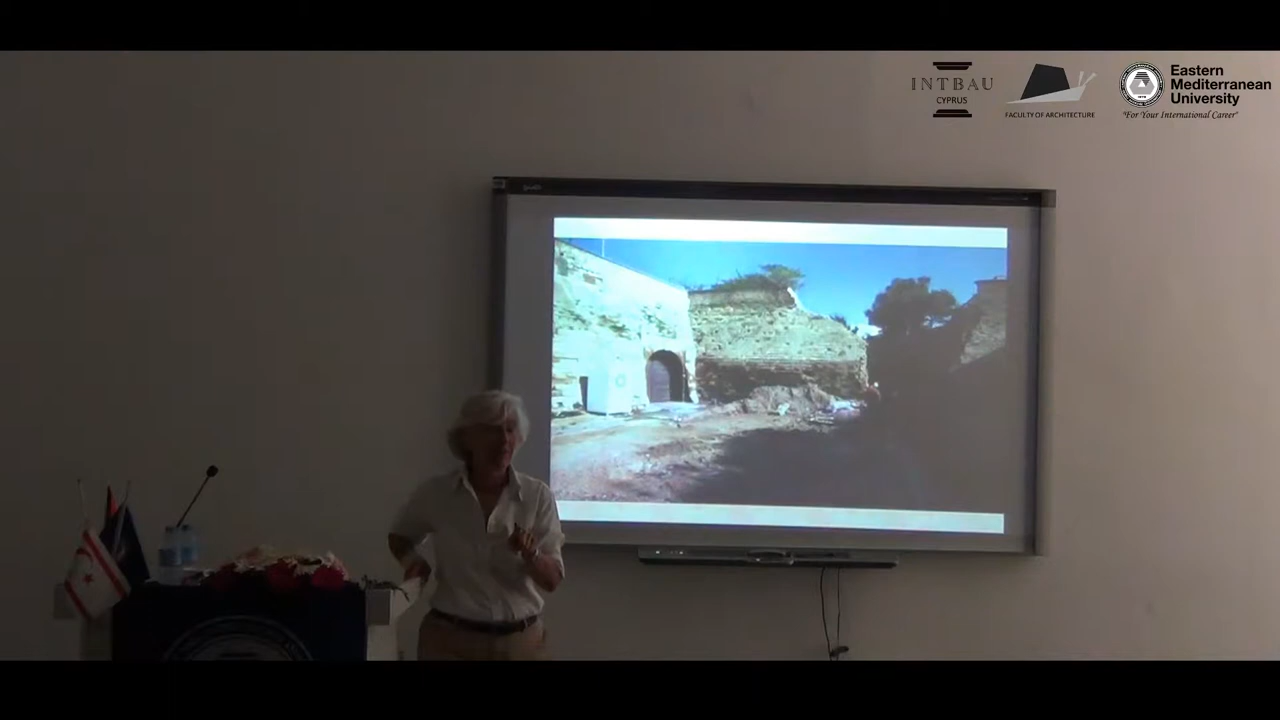 INTBAU
CYPRUS
FACULTY OF ARCHITECTURE
Eastern
Mediterranean
University
"For Your International Career"